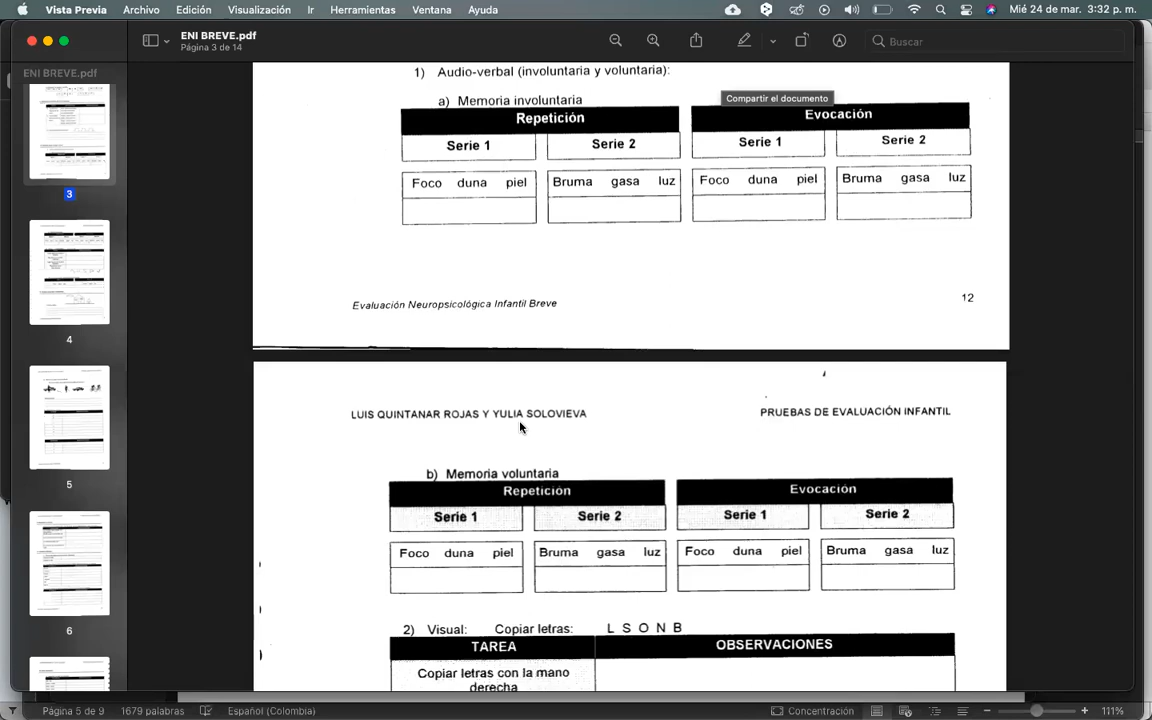 Vista Previa Archivo Edición Visualización Ir Herramientas Ventana Ayuda Mié 24 de mar. 3:32 p. m.
ENI BREVE.pdf
Página 3 de 14
Buscar
ENI BREVE.pdf
3
4
5
6
1) Audio-verbal (involuntaria y voluntaria):
Compartir el documento
a) Memoria involuntaria
Repetición Evocación
Serie 1 Serie 2 Serie 1 Serie 2
Foco duna piel Bruma gasa luz Foco duna piel Bruma gasa luz
Evaluación Neuropsicológica Infantil Breve 12
LUIS QUINTANAR ROJAS Y YULIA SOLOVIEVA PRUEBAS DE EVALUACIÓN INFANTIL
b) Memoria voluntaria
Repetición Evocación
Serie 1 Serie 2 Serie 1 Serie 2
Foco duna piel Bruma gasa luz Foco duna piel Bruma gasa luz
2) Visual: Copiar letras: L S O N B
TAREA OBSERVACIONES
Copiar letras con la mano
derecha
Página 5 de 9 1679 palabras Español (Colombia) Concentración 111%